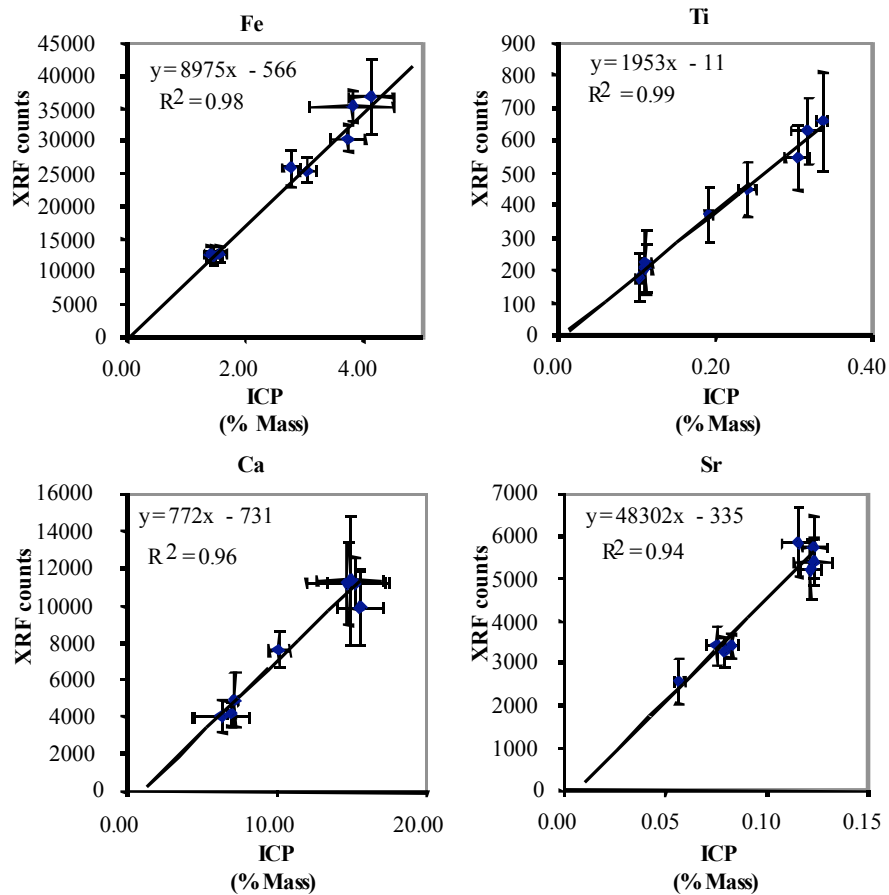 Fe
45000
40000
35000
30000
25000
20000
15000
10000
5000
0
XRF counts
y=8975x - 566
R2=0.98
0.00 2.00 4.00
ICP
(% Mass)
Ti
900
800
700
600
500
400
300
200
100
0
XRF counts
y=1953x - 11
R2=0.99
0.00 0.20 0.40
ICP
(% Mass)
Ca
16000
14000
12000
10000
8000
6000
4000
2000
0
XRF counts
y=772x - 731
R2=0.96
0.00 10.00 20.00
ICP
(% Mass)
Sr
7000
6000
5000
4000
3000
2000
1000
0
XRF counts
y=48302x - 335
R2=0.94
0.00 0.05 0.10 0.15
ICP
(% Mass)